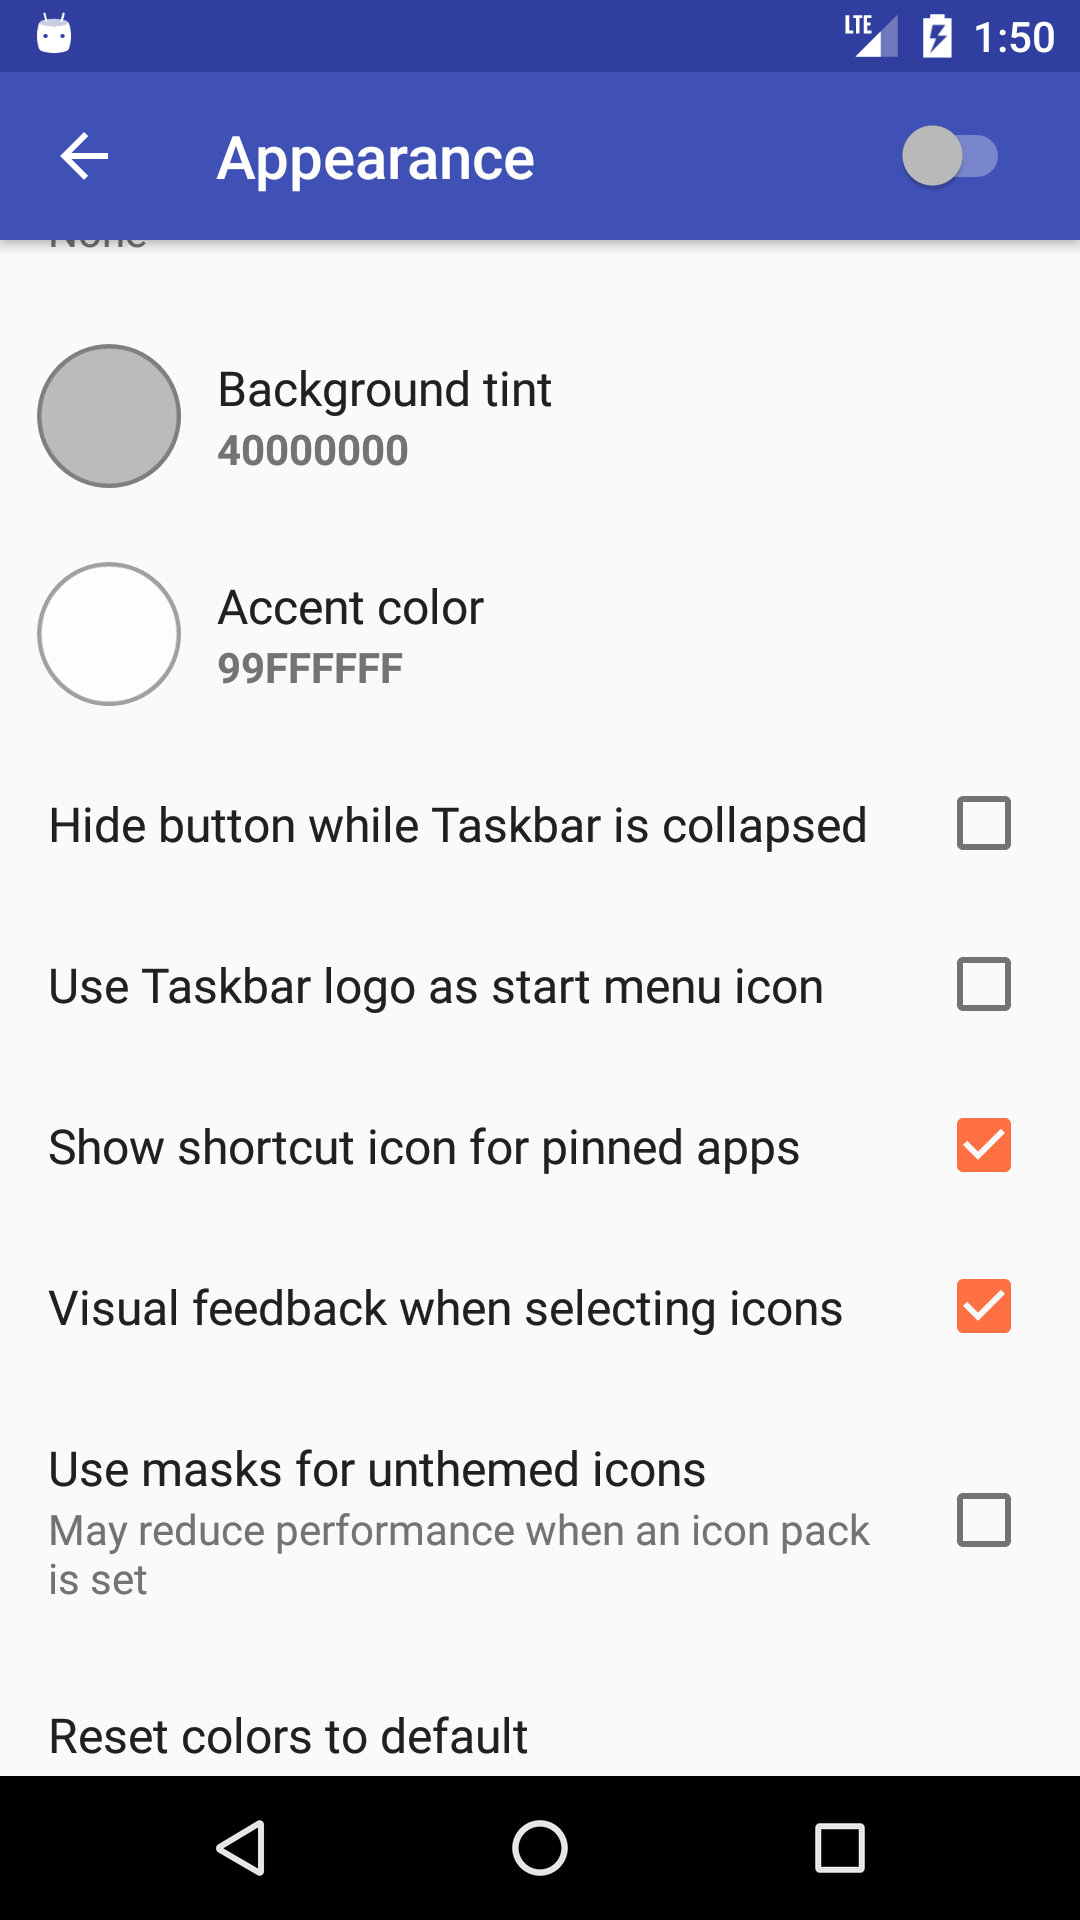 LTE 1:50
Appearance
None
Background tint
40000000
Accent color
99FFFFFF
Hide button while Taskbar is collapsed
Use Taskbar logo as start menu icon
Show shortcut icon for pinned apps
Visual feedback when selecting icons
Use masks for unthemed icons
May reduce performance when an icon pack
is set
Reset colors to default